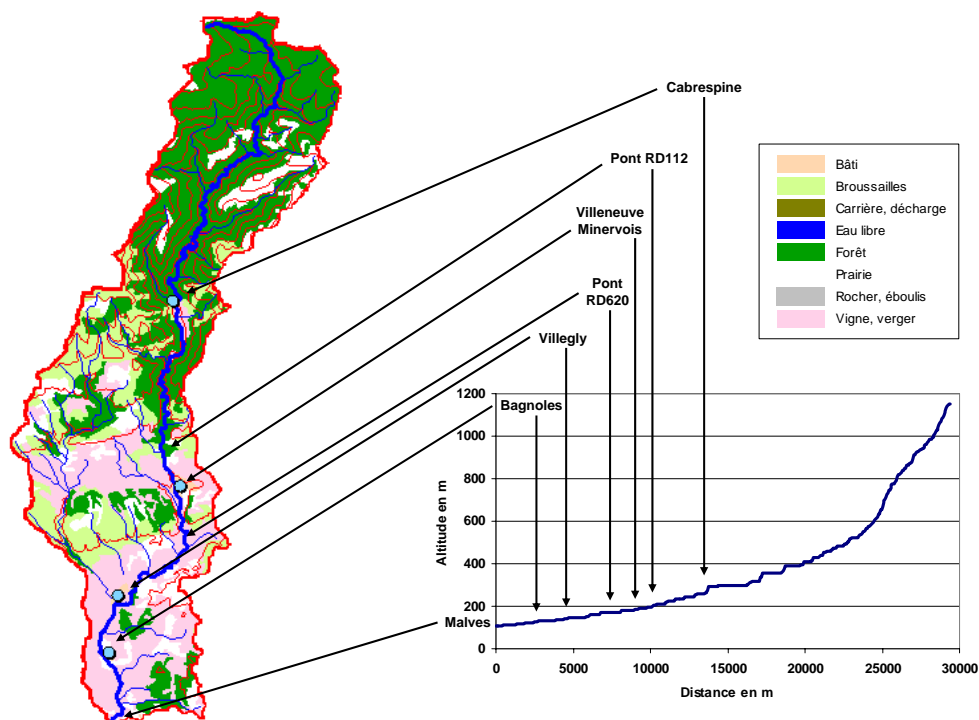 Cabrespine
Pont RD112
Villeneuve
Minervois
Pont
RD620
Villegly
Bagnoles
Malves
Bâti
Broussailles
Carrière, décharge
Eau libre
Forêt
Prairie
Rocher, éboulis
Vigne, verger
Altitude en m
1200
1000
800
600
400
200
0
0 5000 10000 15000 20000 25000 30000
Distance en m